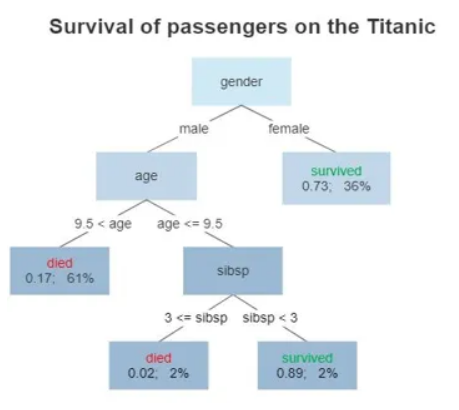 Survival of passengers on the Titanic
gender
male female
age
survived
0.73; 36%
9.5 < age age <= 9.5
died
0.17; 61%
sibsp
3 <= sibsp sibsp < 3
died
0.02; 2%
survived
0.89; 2%